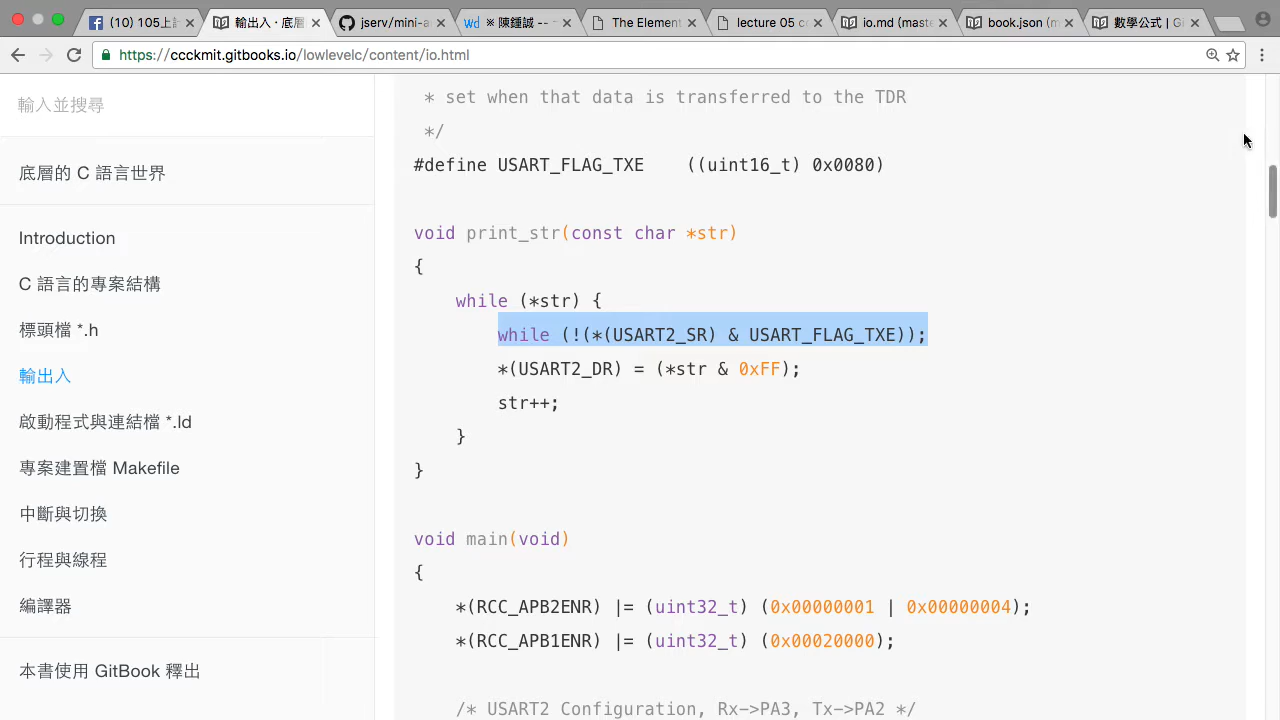 (10) 105上計
輸出入 · 底層
jserv/mini-a
Wd ※ 陳鍾誠 --
The Element
lecture 05
io.md (maste
book.json (m
數學公式 | Gi
https://ccckmit.gitbooks.io/lowlevelc/content/io.html
輸入並搜尋
底層的 C 語言世界
Introduction
C 語言的專案結構
標頭檔 *.h
輸出入
啟動程式與連結檔 *.ld
專案建置檔 Makefile
中斷與切換
行程與線程
編譯器
本書使用 GitBook 釋出
* set when that data is transferred to the TDR
*/
#define USART_FLAG_TXE    ((uint16_t) 0x0080)
void print_str(const char *str)
{
while (*str) {
while (!(*(USART2_SR) & USART_FLAG_TXE));
*(USART2_DR) = (*str & 0xFF);
str++;
}
}
void main(void)
{
*(RCC_APB2ENR) |= (uint32_t) (0x00000001 | 0x00000004);
*(RCC_APB1ENR) |= (uint32_t) (0x00020000);
/* USART2 Configuration, Rx->PA3, Tx->PA2 */